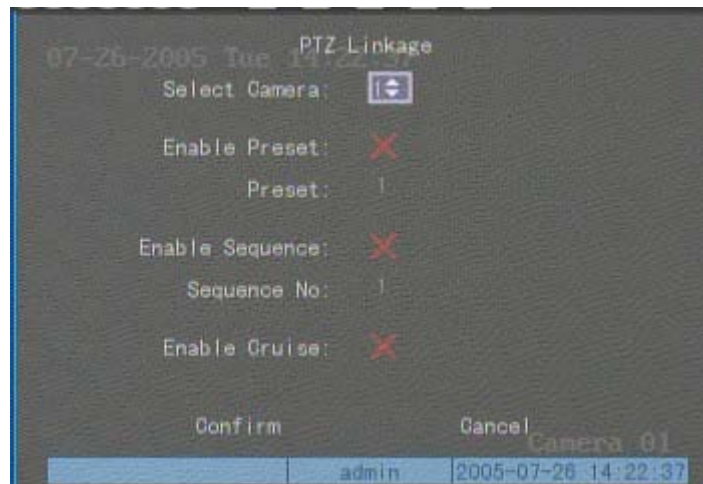 PTZ Linkage
07-26-2005 Tue 14:22:37
Select Camera: 1
Enable Preset:
Preset: 1
Enable Sequence:
Sequence No: 1
Enable Cruise:
Confirm Cancel
Camera 01
admin 2005-07-26 14:22:37